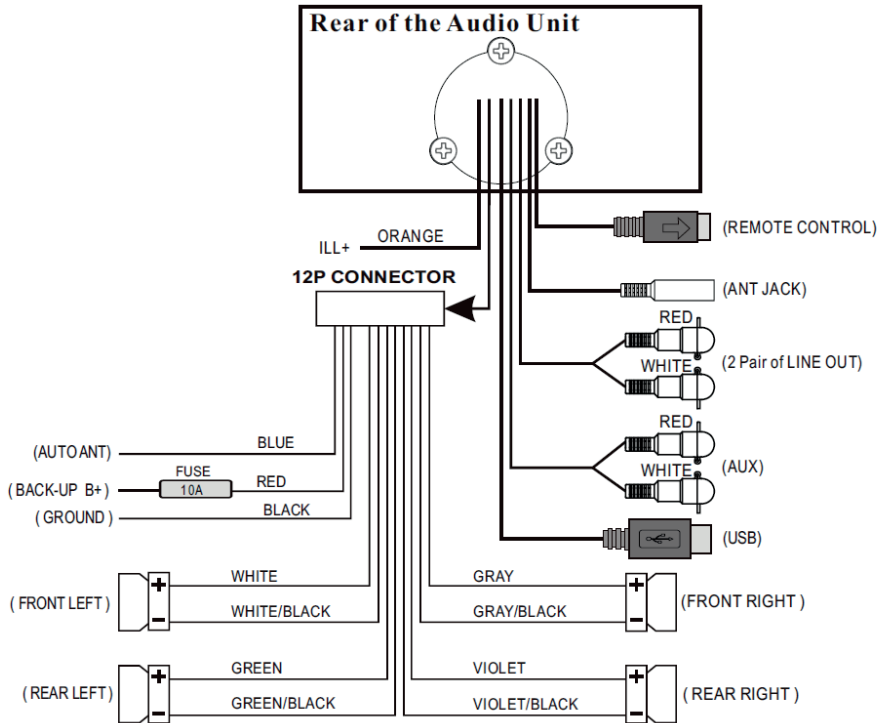 Rear of the Audio Unit
ILL+
ORANGE
(REMOTE CONTROL)
12P CONNECTOR
(ANT JACK)
RED
WHITE
(2 Pair of LINE OUT)
RED
WHITE
(AUX)
(USB)
(AUTO ANT)
BLUE
(BACK-UP B+)
FUSE
10A
RED
(GROUND)
BLACK
(FRONT LEFT)
+
−
WHITE
WHITE/BLACK
GRAY
GRAY/BLACK
+
−
(FRONT RIGHT)
(REAR LEFT)
+
−
GREEN
GREEN/BLACK
VIOLET
VIOLET/BLACK
+
−
(REAR RIGHT)